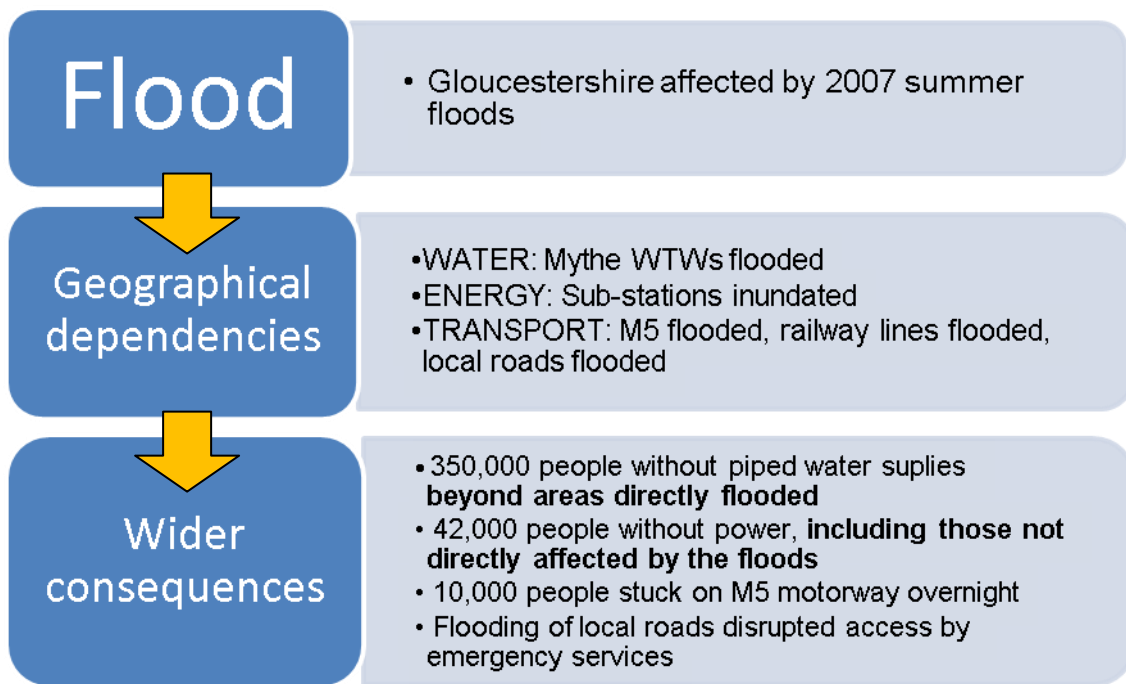 Flood
• Gloucestershire affected by 2007 summer
floods
Geographical
dependencies
•WATER: Mythe WTWs flooded
•ENERGY: Sub-stations inundated
•TRANSPORT: M5 flooded, railway lines flooded,
local roads flooded
Wider
consequences
• 350,000 people without piped water suplies
beyond areas directly flooded
• 42,000 people without power, including those not
directly affected by the floods
• 10,000 people stuck on M5 motorway overnight
• Flooding of local roads disrupted access by
emergency services